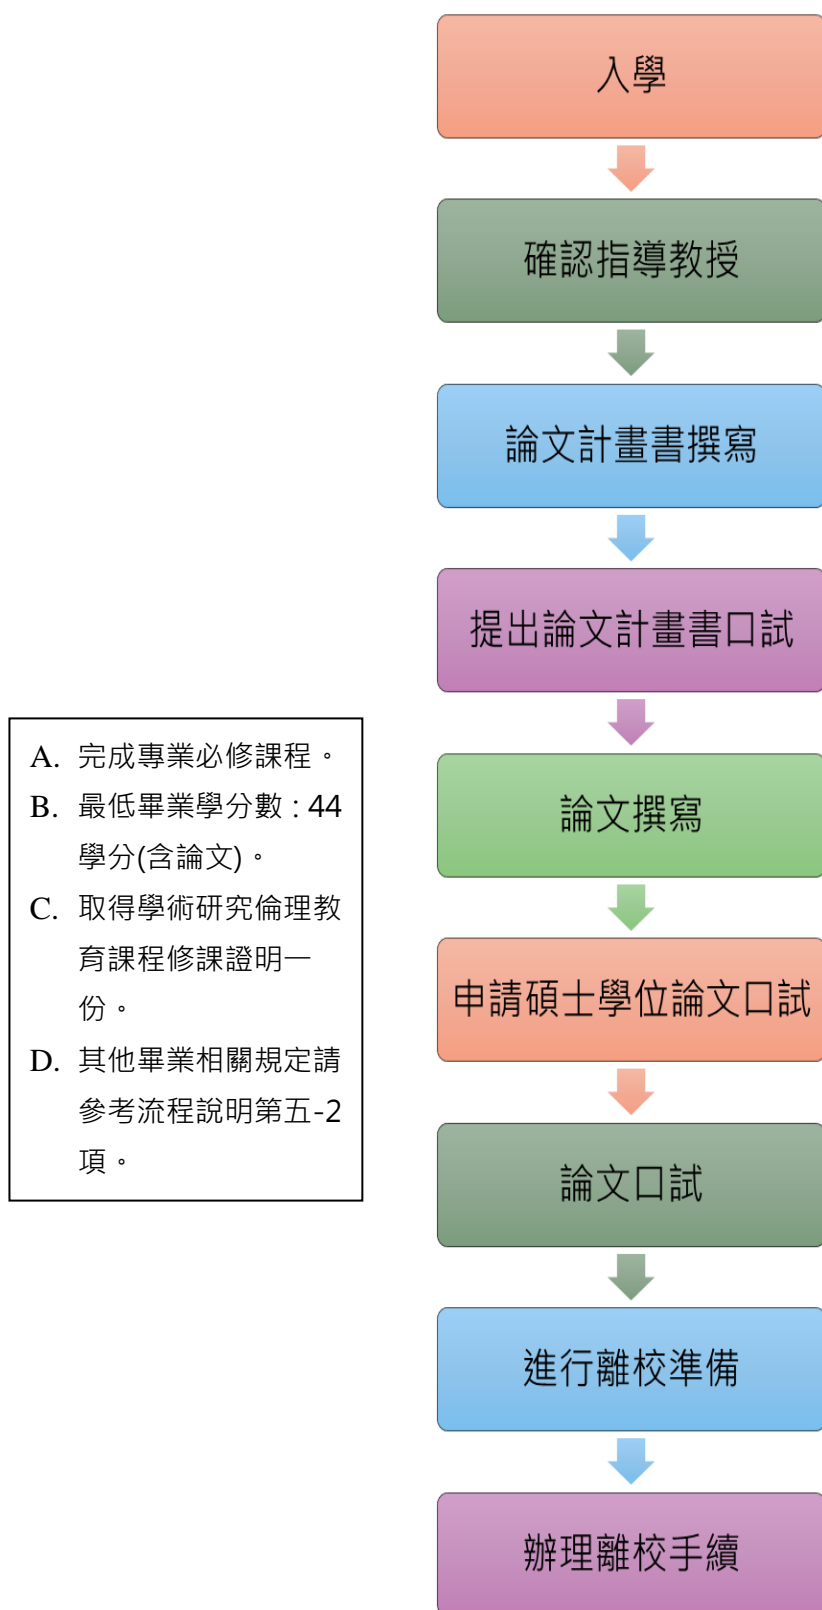 入學
確認指導教授
論文計畫書撰寫
提出論文計畫書口試
A. 完成專業必修課程。
B. 最低畢業學分數 : 44
學分(含論文)。
C. 取得學術研究倫理教
育課程修課證明一
份。
D. 其他畢業相關規定請
參考流程說明第五-2
項。
論文撰寫
申請碩士學位論文口試
論文口試
進行離校準備
辦理離校手續